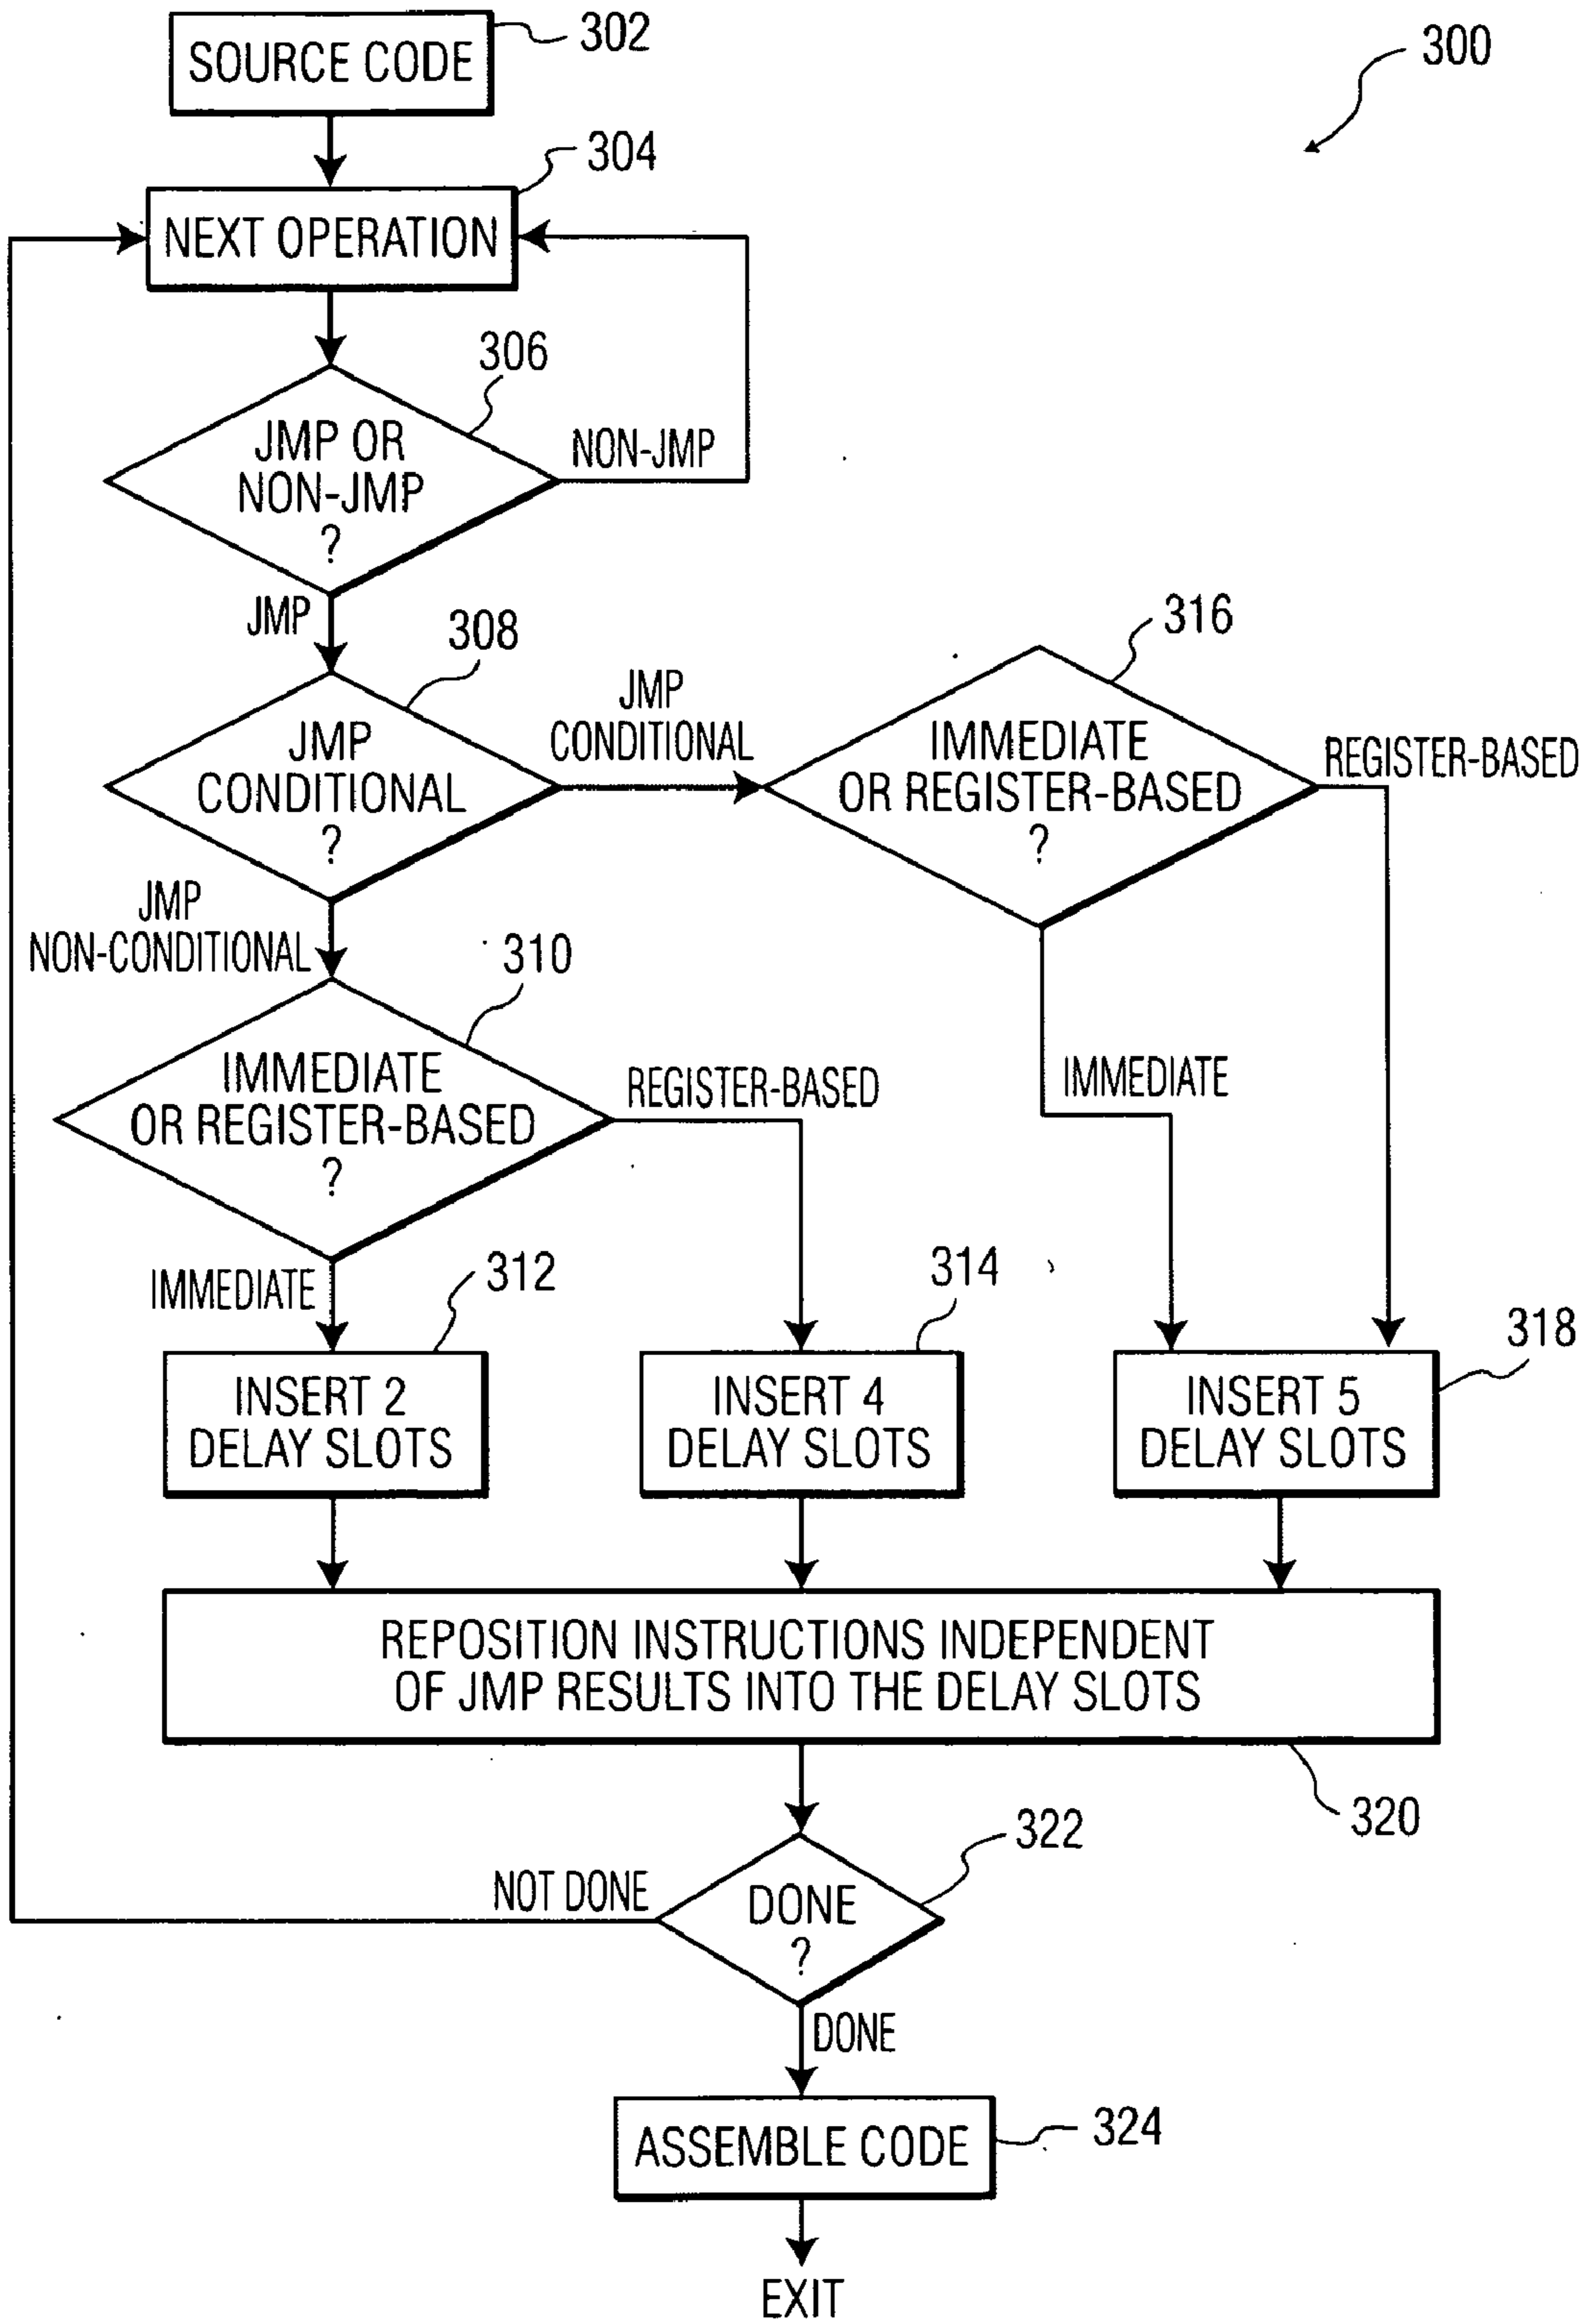 SOURCE CODE
302
300
304
NEXT OPERATION
306
JMP OR
NON-JMP
?
NON-JMP
JMP
308
316
JMP
CONDITIONAL
?
JMP
CONDITIONAL
IMMEDIATE
OR REGISTER-BASED
?
REGISTER-BASED
JMP
NON-CONDITIONAL
310
IMMEDIATE
OR REGISTER-BASED
?
REGISTER-BASED
IMMEDIATE
IMMEDIATE
312
314
318
INSERT 2
DELAY SLOTS
INSERT 4
DELAY SLOTS
INSERT 5
DELAY SLOTS
REPOSITION INSTRUCTIONS INDEPENDENT
OF JMP RESULTS INTO THE DELAY SLOTS
320
322
NOT DONE
DONE
?
DONE
ASSEMBLE CODE
324
EXIT